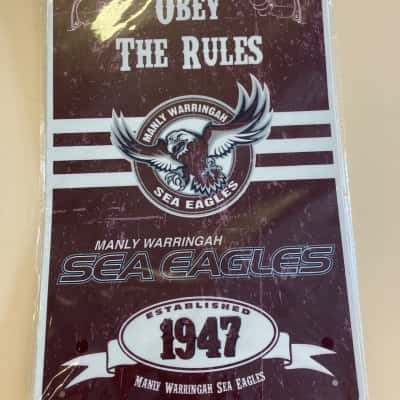 OBEY
THE RULES
MANLY WARRINGAH
SEA EAGLES
MANLY WARRINGAH
SEA EAGLES
ESTABLISHED
1947
MANLY WARRINGAH SEA EAGLES